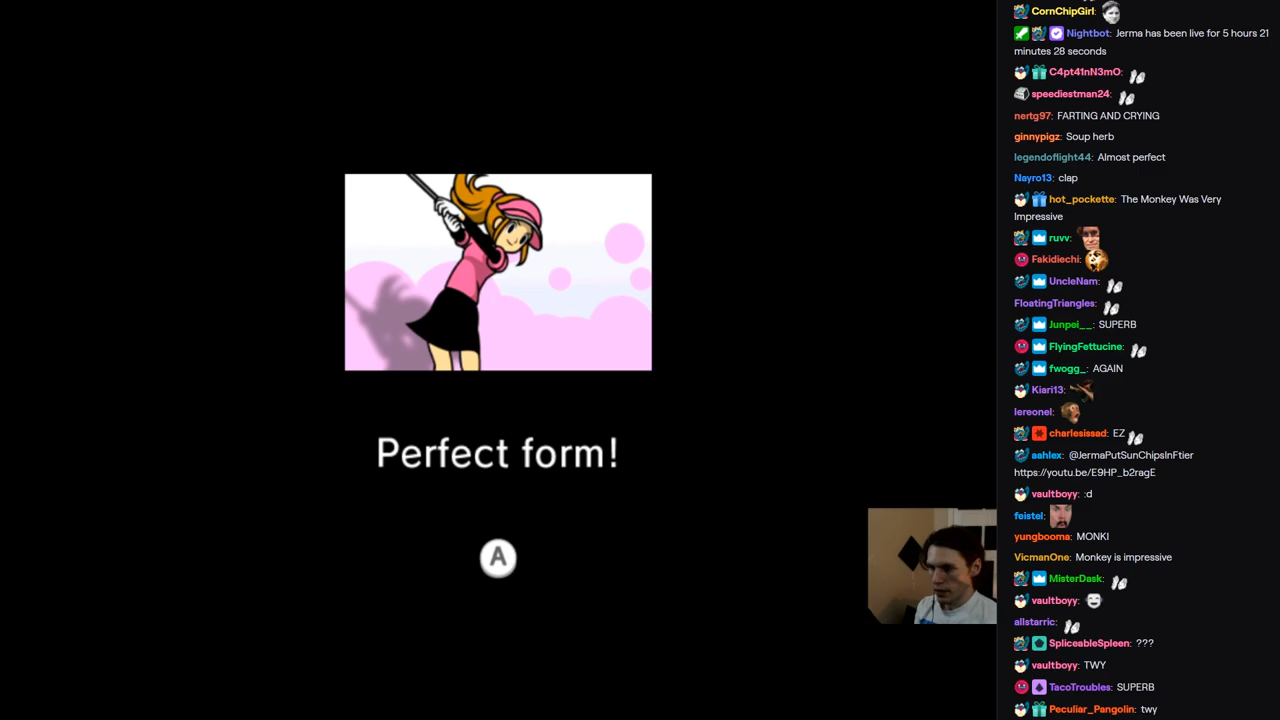 Perfect form!
A
CornChipGirl:
Nightbot: Jerma has been live for 5 hours 21
minutes 28 seconds
C4pt41nN3mO:
speediestman24:
nertg97: FARTING AND CRYING
ginnypigz: Soup herb
legendoflight44: Almost perfect
Nayro13: clap
hot_pockette: The Monkey Was Very
Impressive
ruvv:
Fakidiechi:
UncleNam:
FloatingTriangles:
Junpei__: SUPERB
FlyingFettucine:
fwogg_: AGAIN
Kiari13:
lereonel:
charlesissad: EZ
aahlex: @JermaPutSunChipsInFtier
https://youtu.be/E9HP_b2ragE
vaultboyy: :d
feistel:
yungbooma: MONKI
VicmanOne: Monkey is impressive
MisterDask:
vaultboyy:
allstarric:
SpliceableSpleen: ???
vaultboyy: TWY
TacoTroubles: SUPERB
Peculiar_Pangolin: twy